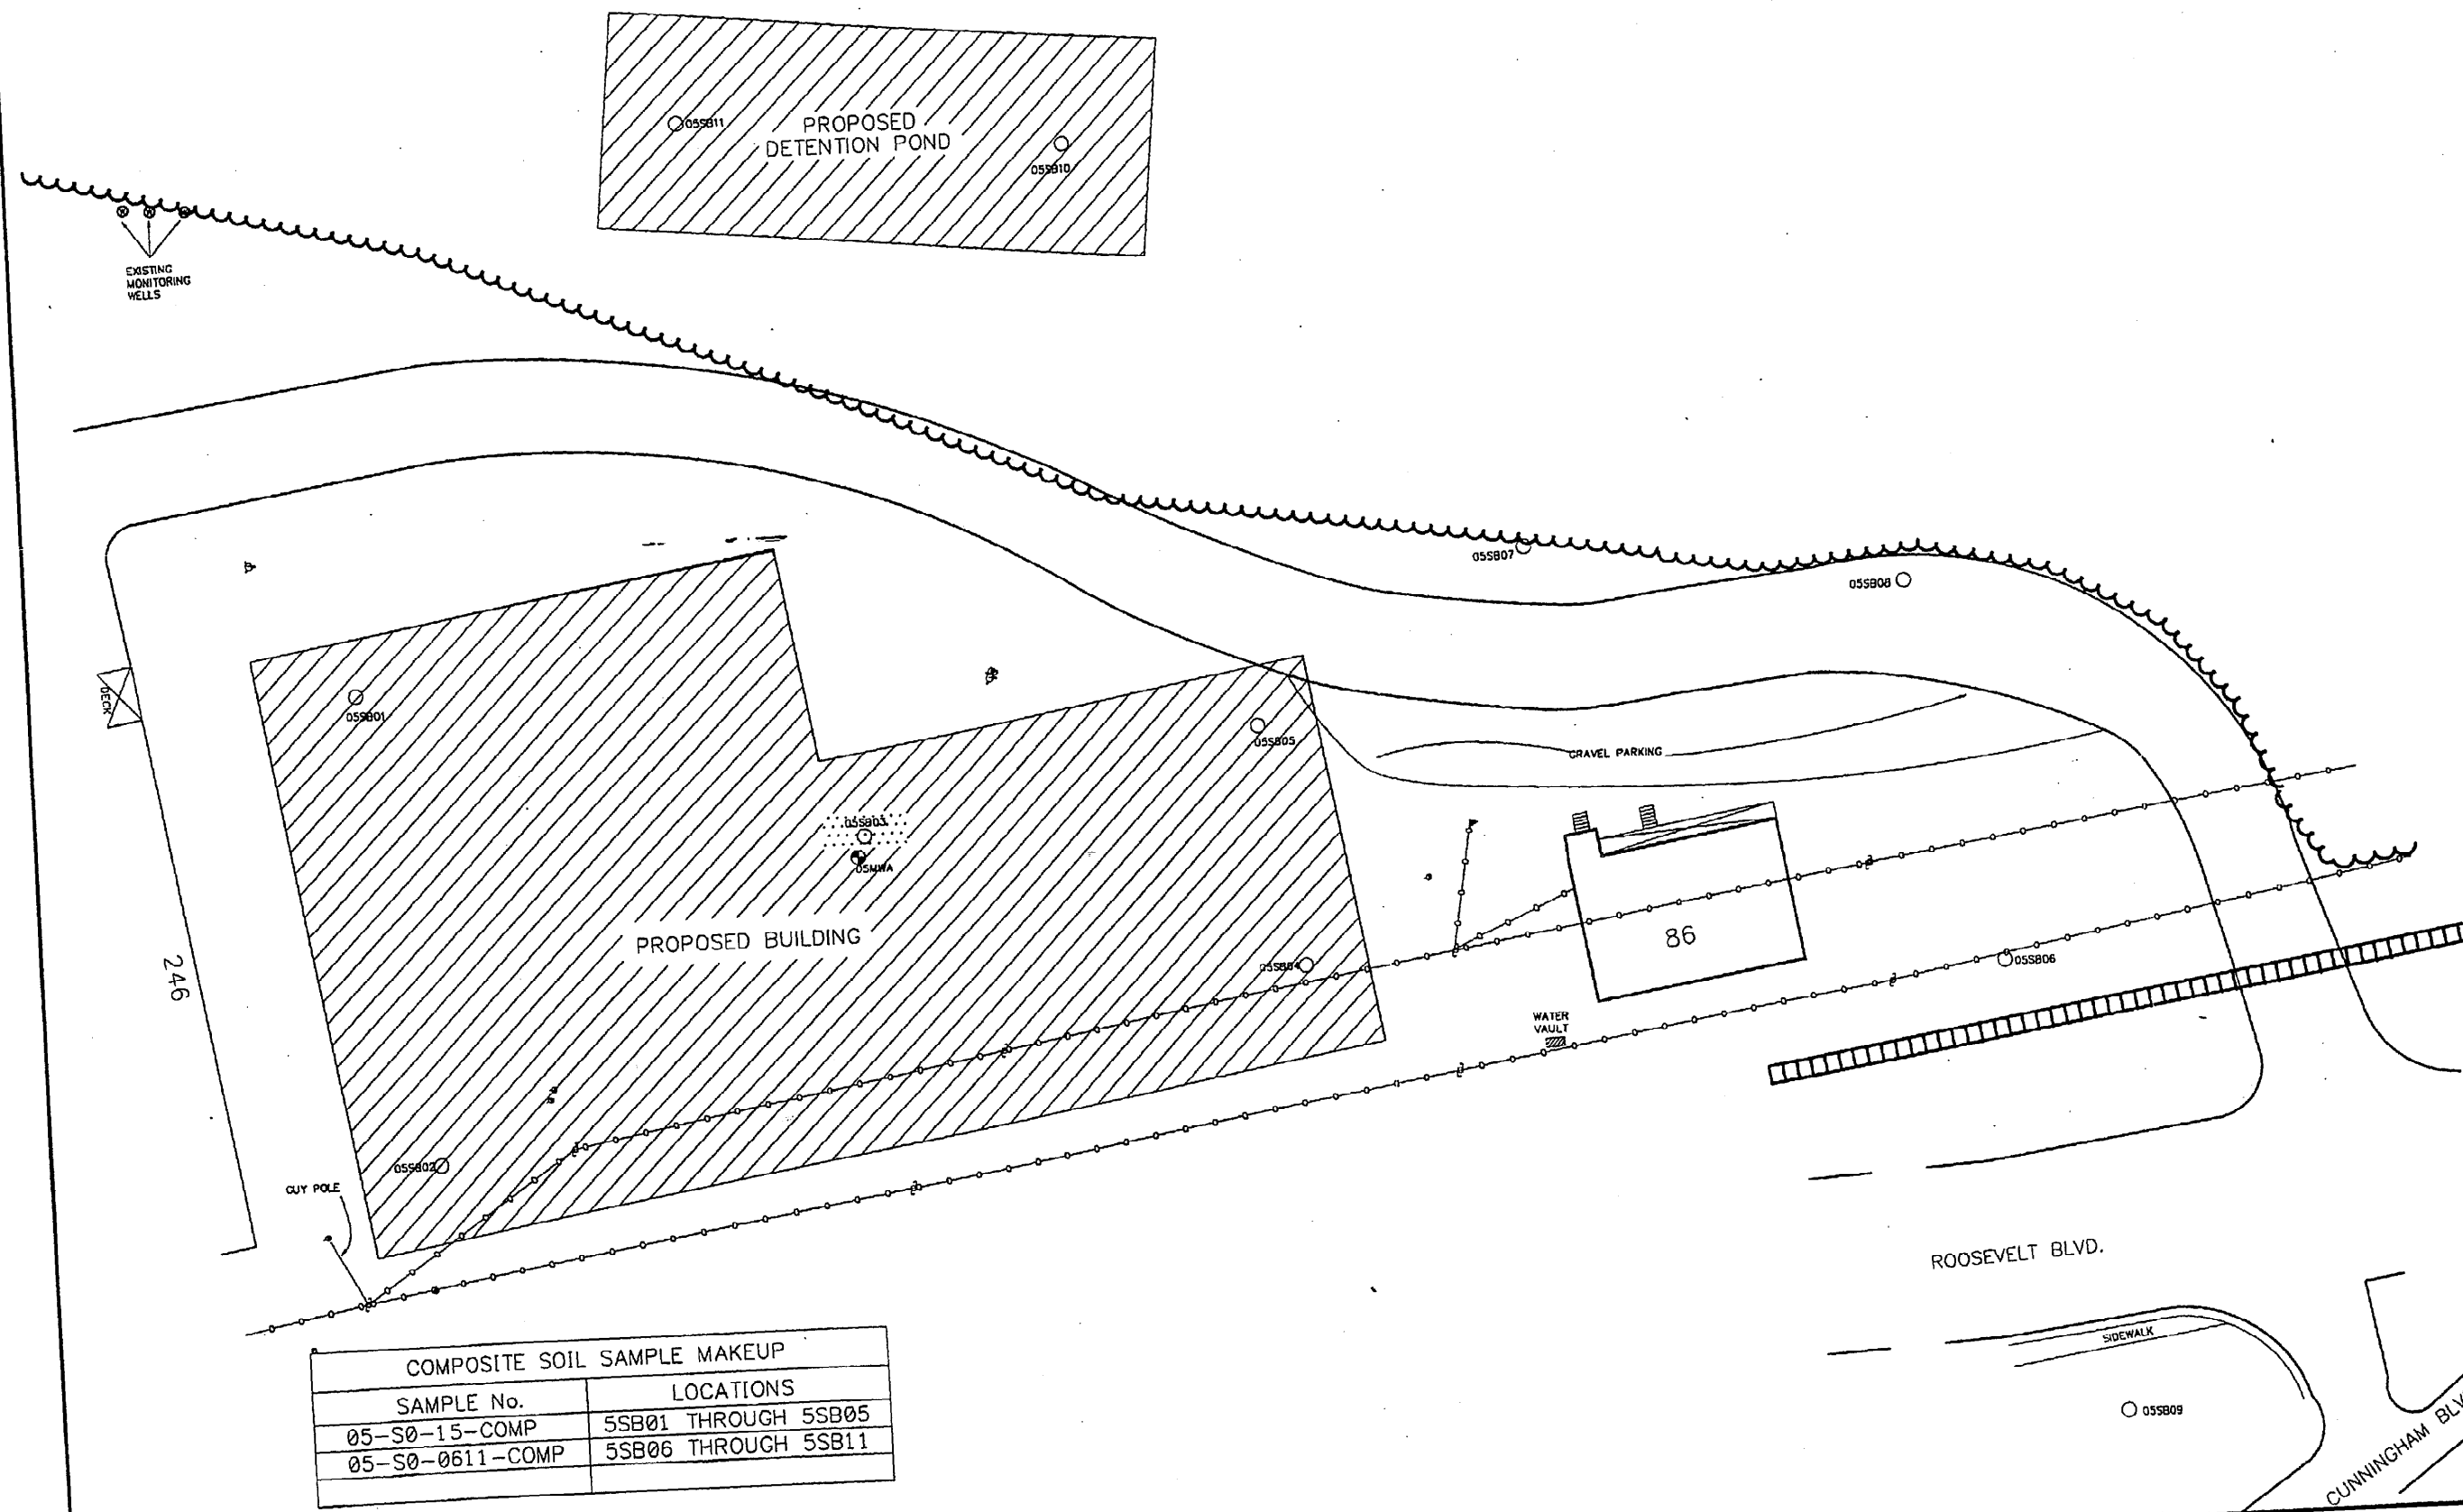 05SB11
PROPOSED
DETENTION POND
05SB10
EXISTING
MONITORING
WELLS
05SB07
05SB08
DECK
05SB01
05SB05
GRAVEL PARKING
05SB03
05MWA
PROPOSED BUILDING
86
05SB04
05SB06
246
WATER
VAULT
05SB02
GUY POLE
ROOSEVELT BLVD.
SIDEWALK
05SB09
CUNNINGHAM BLV
COMPOSITE SOIL SAMPLE MAKEUP
SAMPLE No. LOCATIONS
05-S0-15-COMP 5SB01 THROUGH 5SB05
05-S0-0611-COMP 5SB06 THROUGH 5SB11